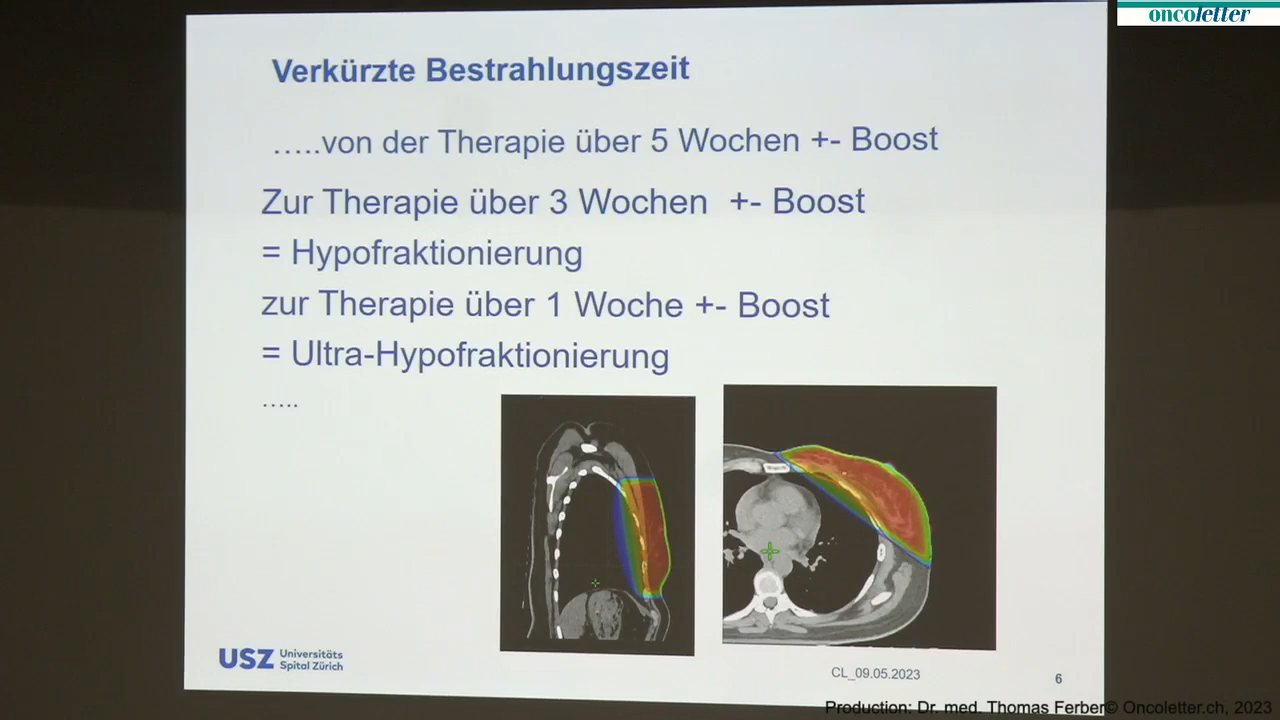 oncoletter
Verkürzte Bestrahlungszeit
…..von der Therapie über 5 Wochen +- Boost
Zur Therapie über 3 Wochen +- Boost
= Hypofraktionierung
zur Therapie über 1 Woche +- Boost
= Ultra-Hypofraktionierung
…..
USZ Universitäts
Spital Zürich
CL_09.05.2023
6
Production: Dr. med. Thomas Ferber© Oncoletter.ch, 2023